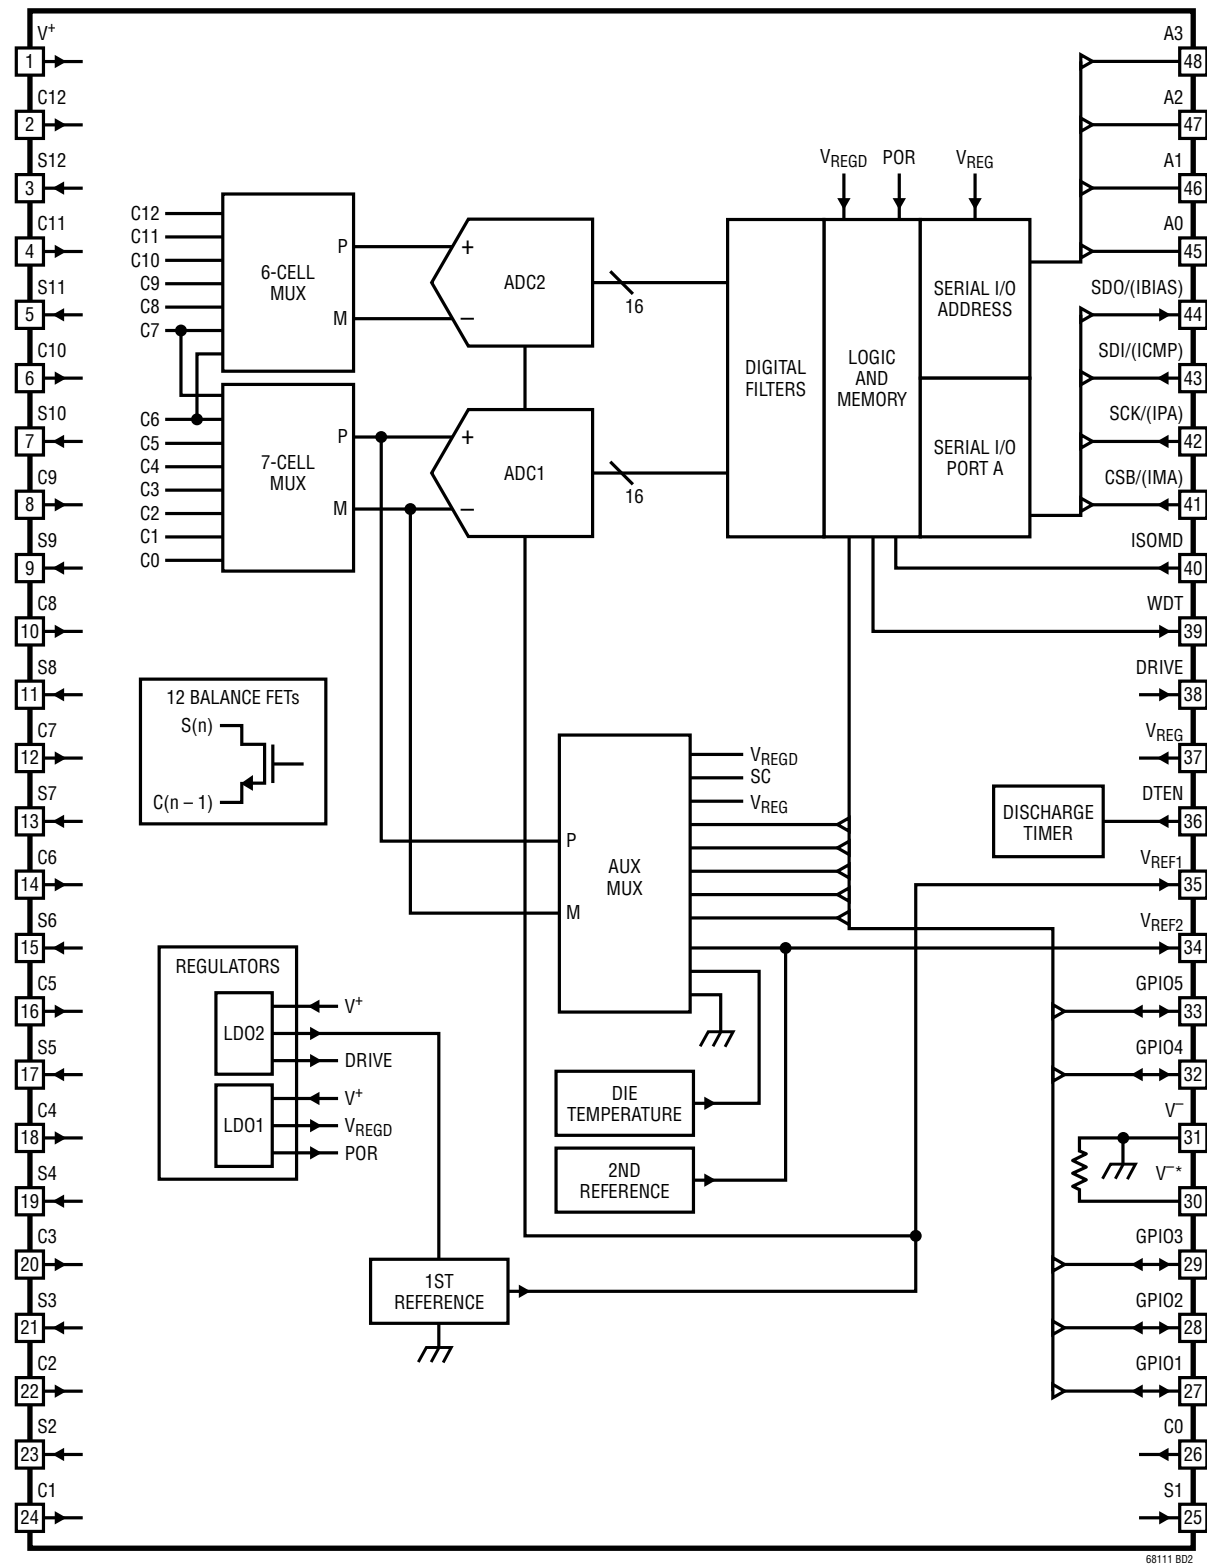 V+
1
C12
2
S12
3
C11
4
S11
5
C10
6
S10
7
C9
8
S9
9
C8
10
S8
11
C7
12
S7
13
C6
14
S6
15
C5
16
S5
17
C4
18
S4
19
C3
20
S3
21
C2
22
S2
23
C1
24
C12
C11
C10
C9
C8
C7
6-CELL
MUX
P
M
C6
C5
C4
C3
C2
C1
C0
7-CELL
MUX
P
M
+
–
ADC2
16
+
–
ADC1
16
VREGD
POR
VREG
DIGITAL
FILTERS
LOGIC
AND
MEMORY
SERIAL I/O
ADDRESS
SERIAL I/O
PORT A
12 BALANCE FETs
S(n)
C(n – 1)
P
M
AUX
MUX
VREGD
SC
VREG
DISCHARGE
TIMER
REGULATORS
LDO2
V+
DRIVE
LDO1
V+
VREGD
POR
DIE
TEMPERATURE
2ND
REFERENCE
1ST
REFERENCE
A3
48
A2
47
A1
46
A0
45
SDO/(IBIAS)
44
SDI/(ICMP)
43
SCK/(IPA)
42
CSB/(IMA)
41
ISOMD
40
WDT
39
DRIVE
38
VREG
37
DTEN
36
VREF1
35
VREF2
34
GPIO5
33
GPIO4
32
V–
31
V–*
30
GPIO3
29
GPIO2
28
GPIO1
27
C0
26
S1
25
68111 BD2